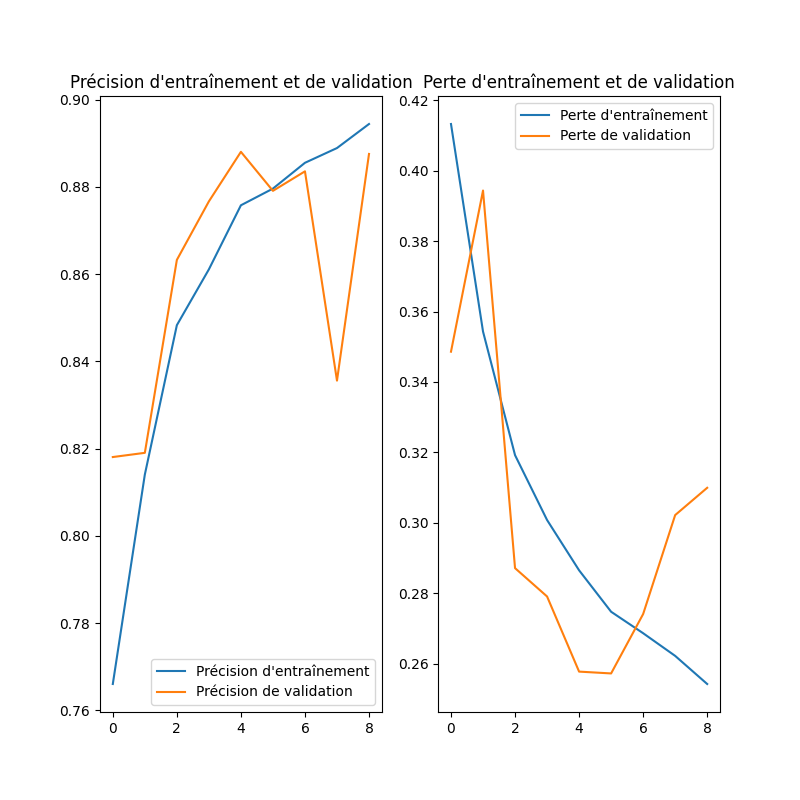 Précision d'entraînement et de validation
0.90
0.88
0.86
0.84
0.82
0.80
0.78
0.76
0 2 4 6 8
Précision d'entraînement
Précision de validation
Perte d'entraînement et de validation
0.42
0.40
0.38
0.36
0.34
0.32
0.30
0.28
0.26
0 2 4 6 8
Perte d'entraînement
Perte de validation